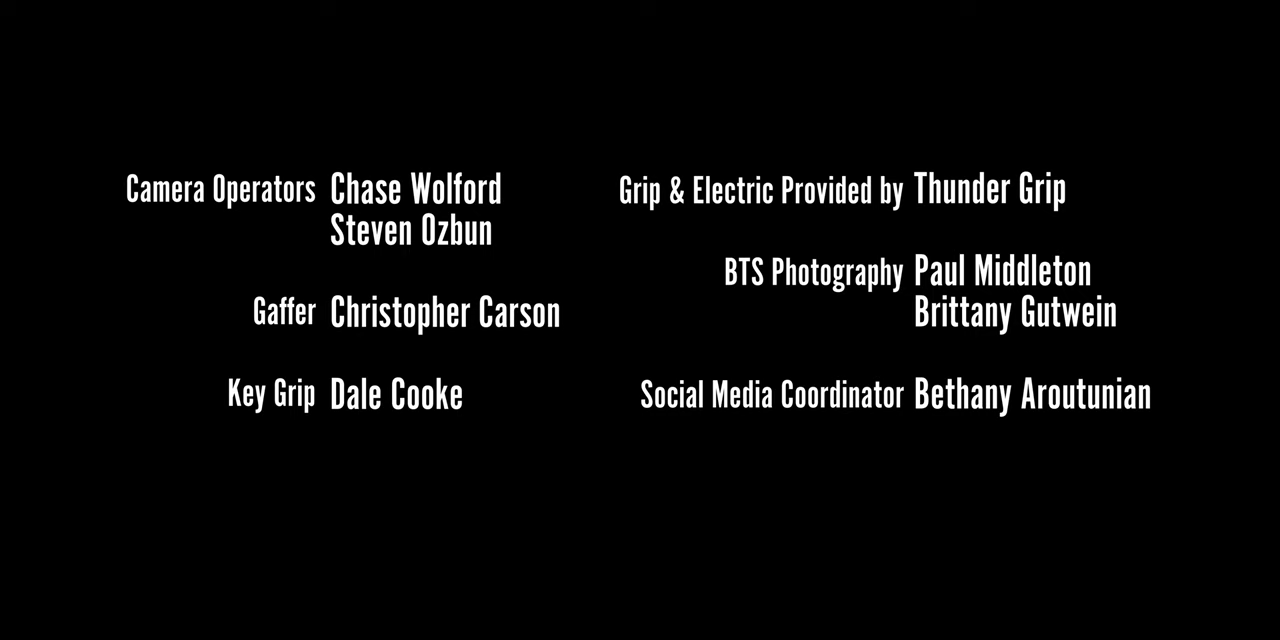 Camera Operators Chase Wolford
Steven Ozbun
Gaffer Christopher Carson
Key Grip Dale Cooke
Grip & Electric Provided by Thunder Grip
BTS Photography Paul Middleton
Brittany Gutwein
Social Media Coordinator Bethany Aroutunian